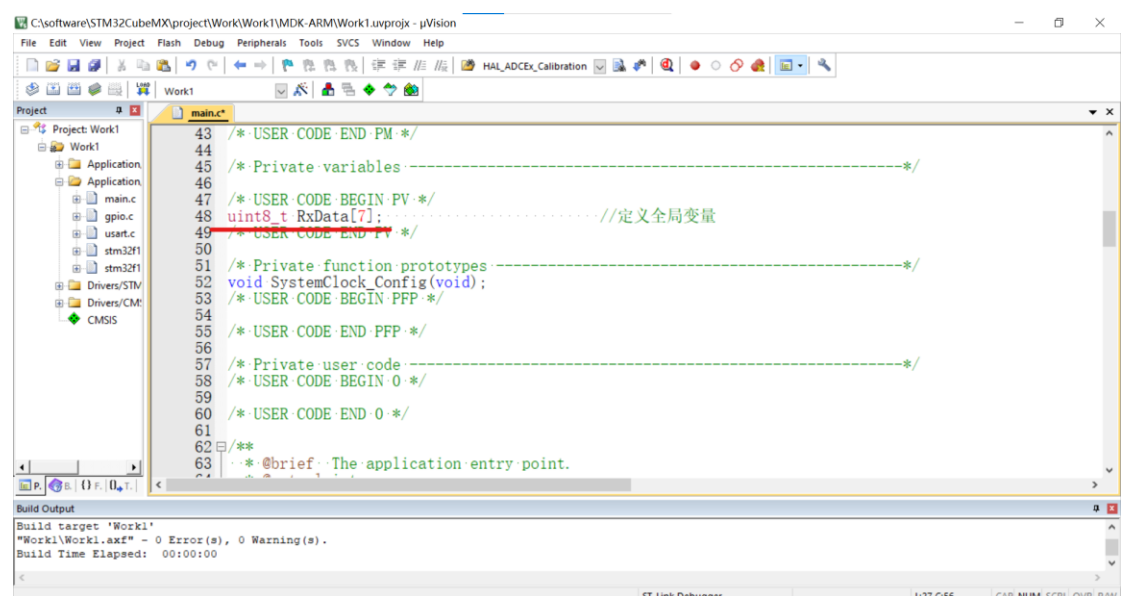 C:\software\STM32CubeMX\project\Work\Work1\MDK-ARM\Work1.uvprojx - µVision
File Edit View Project Flash Debug Peripherals Tools SVCS Window Help
HAL_ADCEx_Calibration
Work1
Project
main.c*
Project: Work1
Work1
Application
Application
main.c
gpio.c
usart.c
stm32f1
stm32f1
Drivers/STM
Drivers/CM
CMSIS
43 /* USER CODE END PM */
44
45 /* Private variables ---------------------------------------------------------*/
46
47 /* USER CODE BEGIN PV */
48 uint8_t RxData[7]; //定义全局变量
49 /* USER CODE END PV */
50
51 /* Private function prototypes -----------------------------------------------*/
52 void SystemClock_Config(void);
53 /* USER CODE BEGIN PFP */
54
55 /* USER CODE END PFP */
56
57 /* Private user code ---------------------------------------------------------*/
58 /* USER CODE BEGIN 0 */
59
60 /* USER CODE END 0 */
61
62 /**
63 * @brief The application entry point.
P. B. {} F. T.
Build Output
Build target 'Work1'
"Work1\Work1.axf" - 0 Error(s), 0 Warning(s).
Build Time Elapsed: 00:00:00
ST-Link Debugger